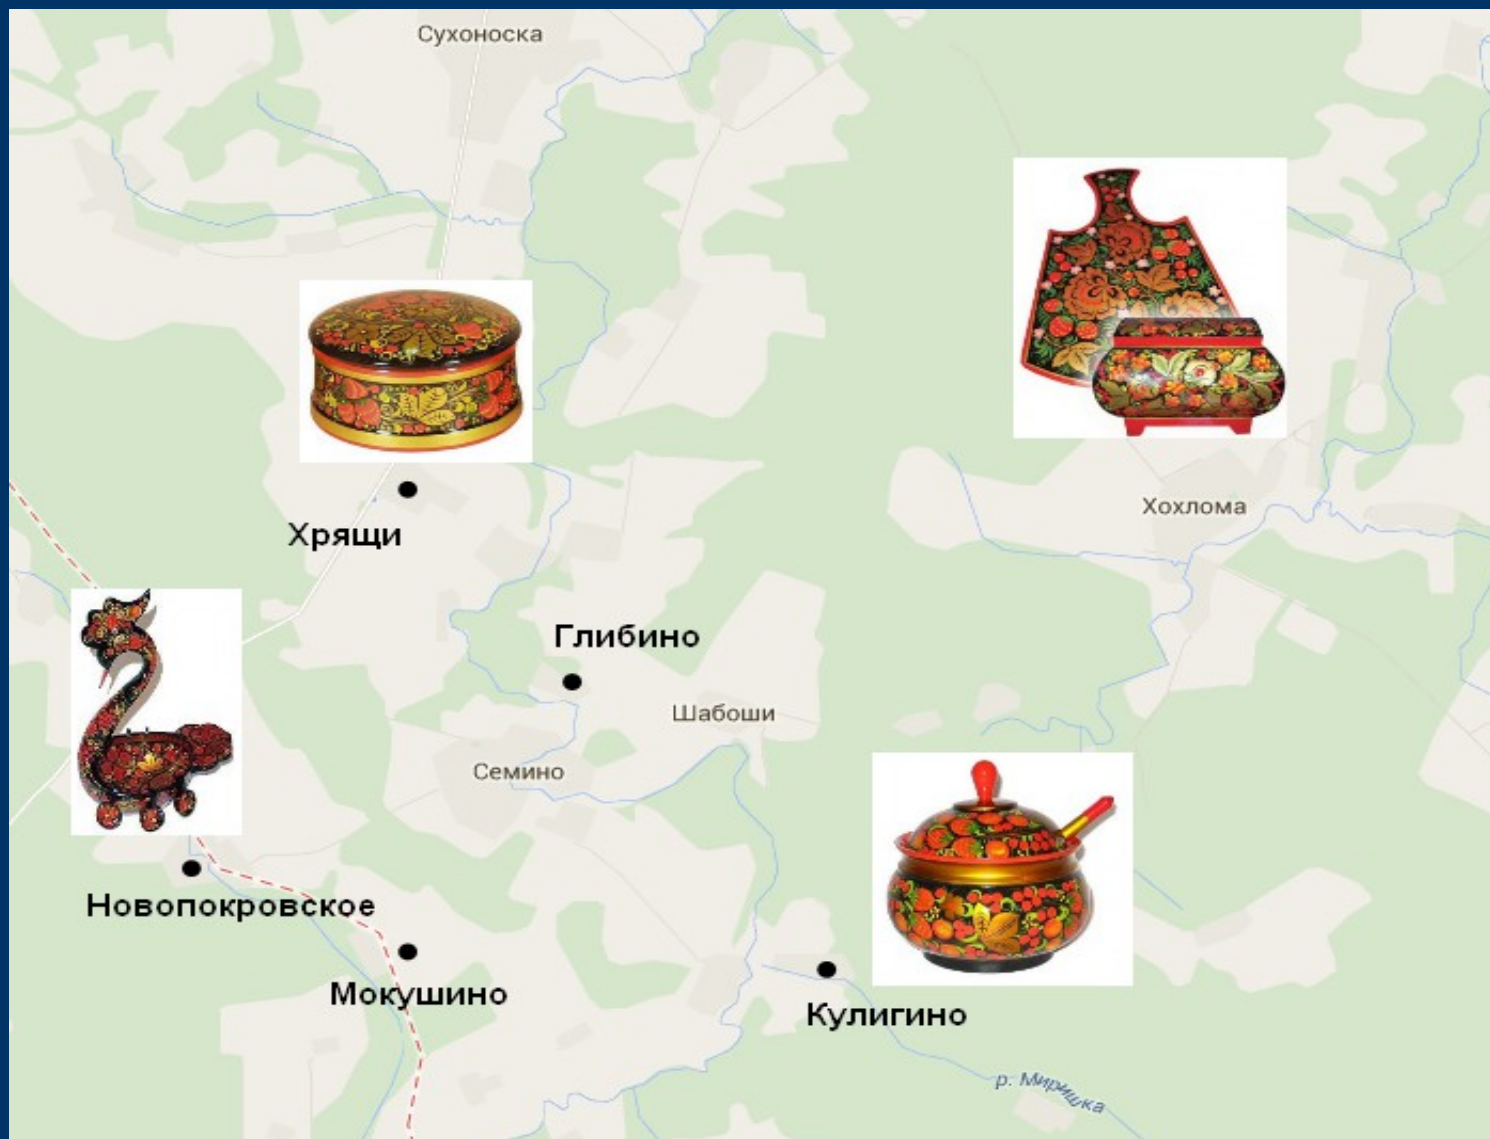 Сухоноска
Хохлома
Хрящи
Глибино
Шабоши
Семино
Новопокровское
Мокушино
Кулигино
р. Миришка